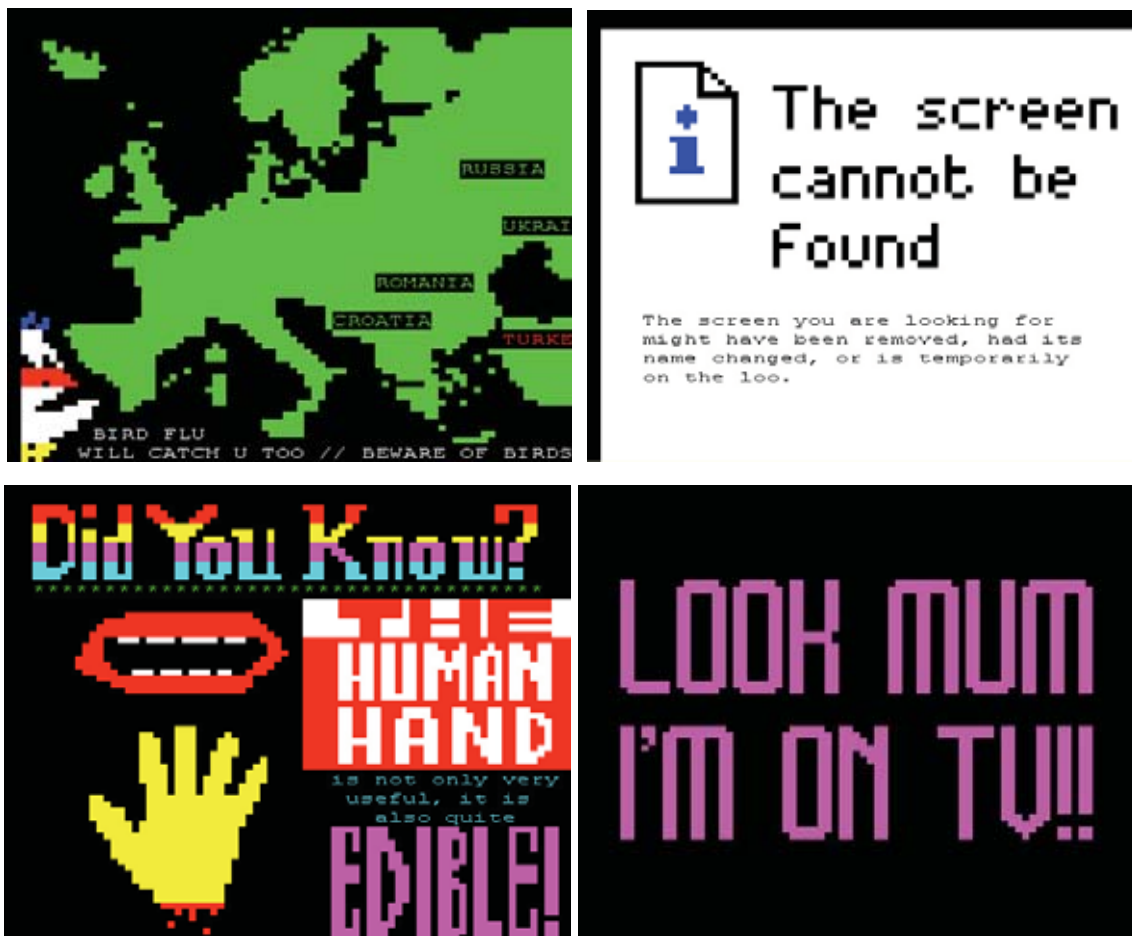 RUSSIA
UKRAI
ROMANIA
CROATIA
TURKE
BIRD FLU
WILL CATCH U TOO // BEWARE OF BIRDS
i
The screen
cannot be
Found
The screen you are looking for
might have been removed, had its
name changed, or is temporarily
on the loo.
Did You Know?
*********************************
THE
HUMAN
HAND
is not only very
useful, it is
also quite
EDIBLE!
LOOK MUM
I'M ON TV!!